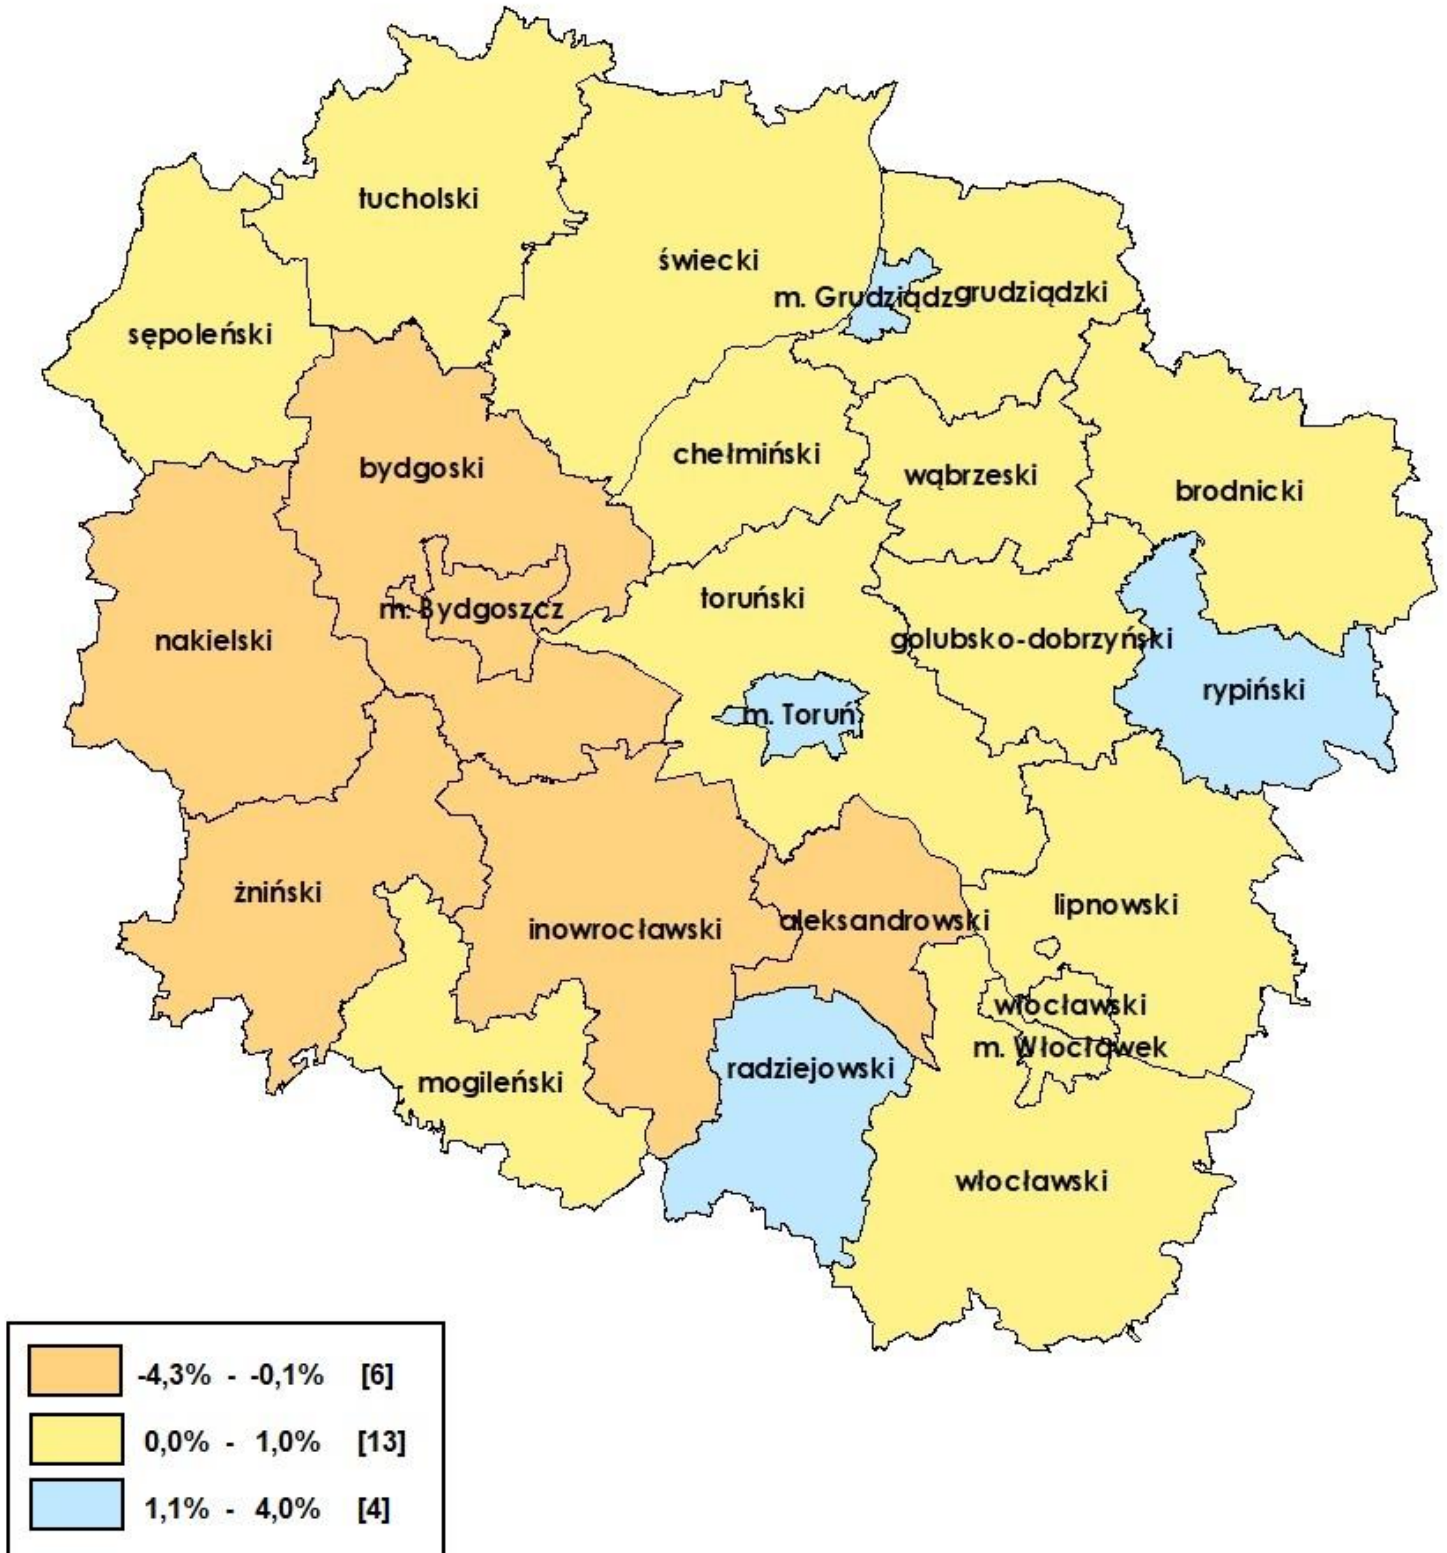 tucholski
świecki
m. Grudziądz
grudziądzki
sępoleński
chełmiński
bydgoski
wąbrzeski
brodnicki
toruński
m. Bydgoszcz
nakielski
golubsko-dobrzyński
rypiński
m. Toruń
żniński
lipnowski
aleksandrowski
inowrocławski
włocławski
m. Włocławek
radziejowski
mogileński
włocławski
-4,3% - -0,1% [6]
0,0% - 1,0% [13]
1,1% - 4,0% [4]